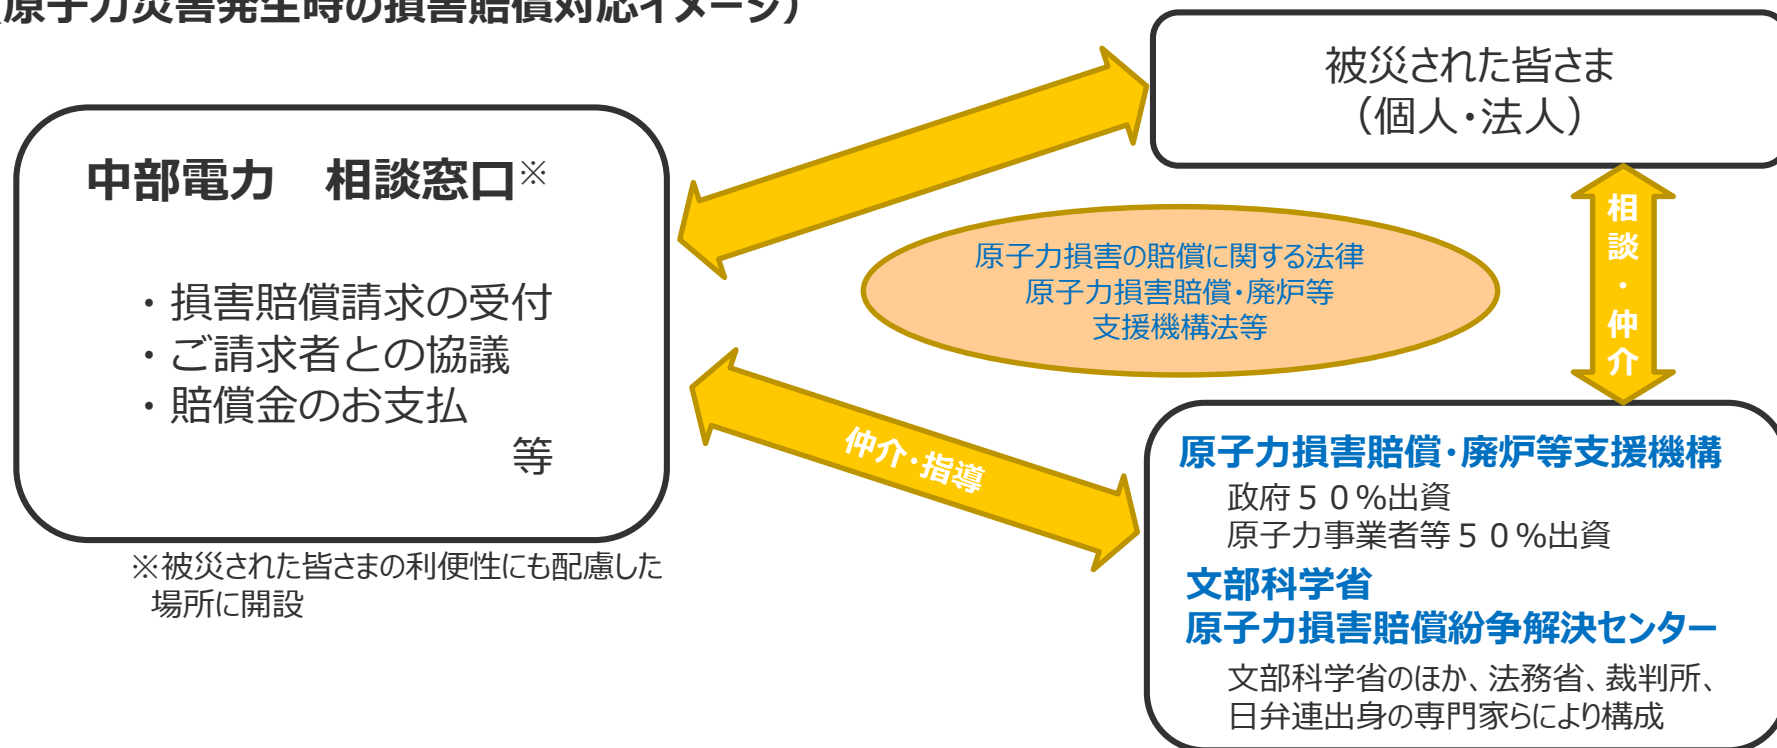 (原子力災害発生時の損害賠償対応イメージ)
被災された皆さま
(個人・法人)
中部電力 相談窓口※
・損害賠償請求の受付
・ご請求者との協議
・賠償金のお支払
等
※被災された皆さまの利便性にも配慮した
場所に開設
原子力損害の賠償に関する法律
原子力損害賠償・廃炉等
支援機構法等
相談・仲介
仲介・指導
原子力損害賠償・廃炉等支援機構
政府50%出資
原子力事業者等50%出資
文部科学省
原子力損害賠償紛争解決センター
文部科学省のほか、法務省、裁判所、
日弁連出身の専門家らにより構成